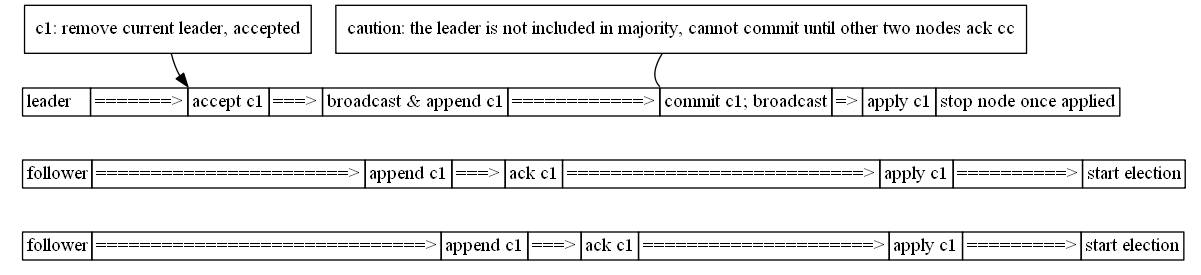 c1: remove current leader, accepted
caution: the leader is not included in majority, cannot commit until other two nodes ack cc
leader =======> accept c1 ===> broadcast & append c1 ============> commit c1; broadcast => apply c1 stop node once applied
follower =======================> append c1 ===> ack c1 ===========================> apply c1 ==========> start election
follower ==============================> append c1 ===> ack c1 =====================> apply c1 =========> start election